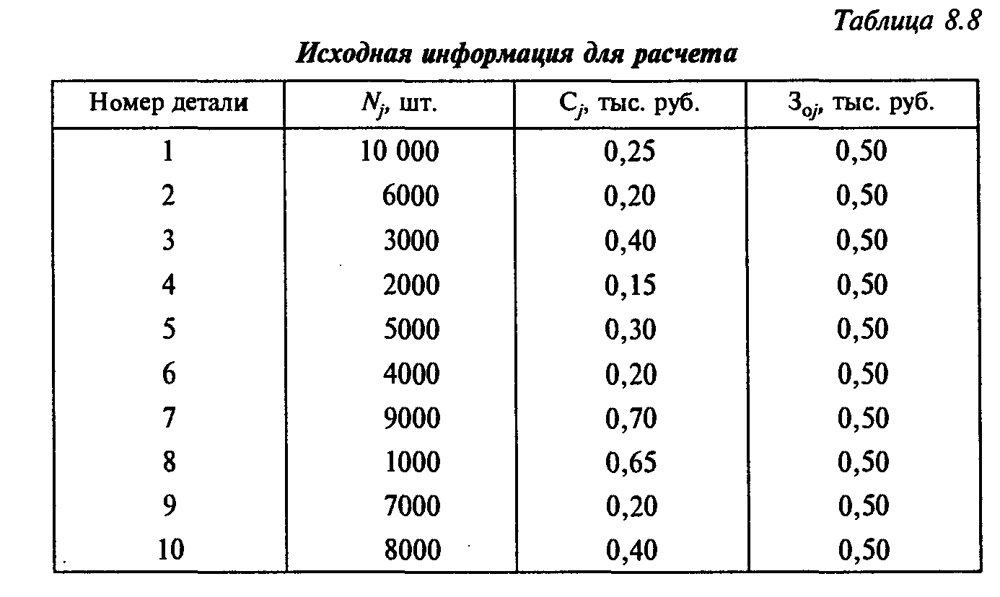 Таблица 8.8
Исходная информация для расчета
Номер детали N_j, шт. C_j, тыс. руб. З_oj, тыс. руб.
1 10 000 0,25 0,50
2 6000 0,20 0,50
3 3000 0,40 0,50
4 2000 0,15 0,50
5 5000 0,30 0,50
6 4000 0,20 0,50
7 9000 0,70 0,50
8 1000 0,65 0,50
9 7000 0,20 0,50
10 8000 0,40 0,50